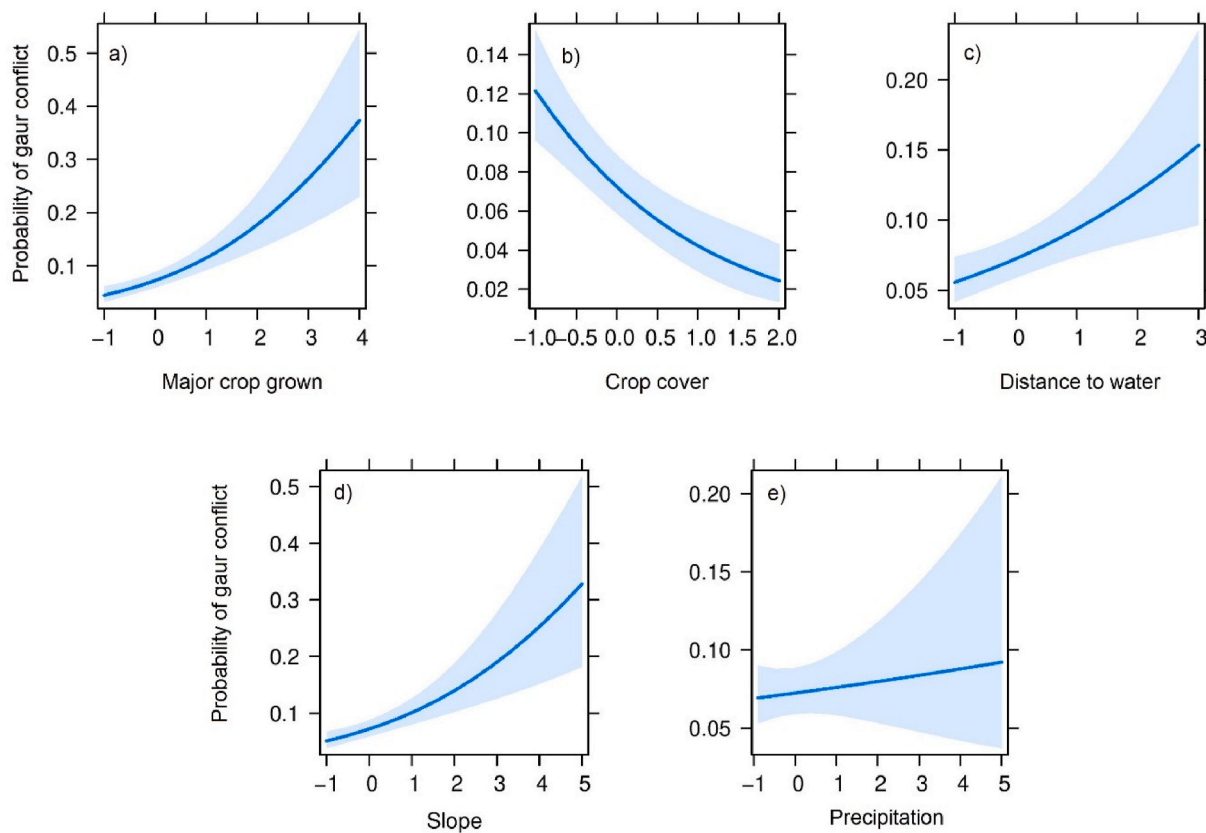 Probability of gaur conflict
a)
0.5
0.4
0.3
0.2
0.1
−1 0 1 2 3 4
Major crop grown
b)
0.14
0.12
0.10
0.08
0.06
0.04
0.02
−1.0 −0.5 0.0 0.5 1.0 1.5 2.0
Crop cover
c)
0.20
0.15
0.10
0.05
−1 0 1 2 3
Distance to water
Probability of gaur conflict
d)
0.5
0.4
0.3
0.2
0.1
−1 0 1 2 3 4 5
Slope
e)
0.20
0.15
0.10
0.05
−1 0 1 2 3 4 5
Precipitation